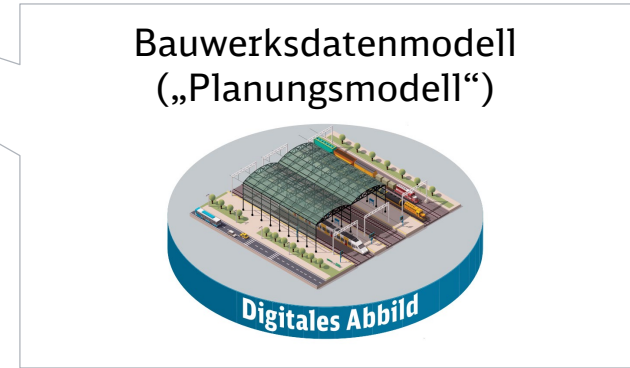 Bauwerksdatenmodell
(„Planungsmodell“)
Digitales Abbild